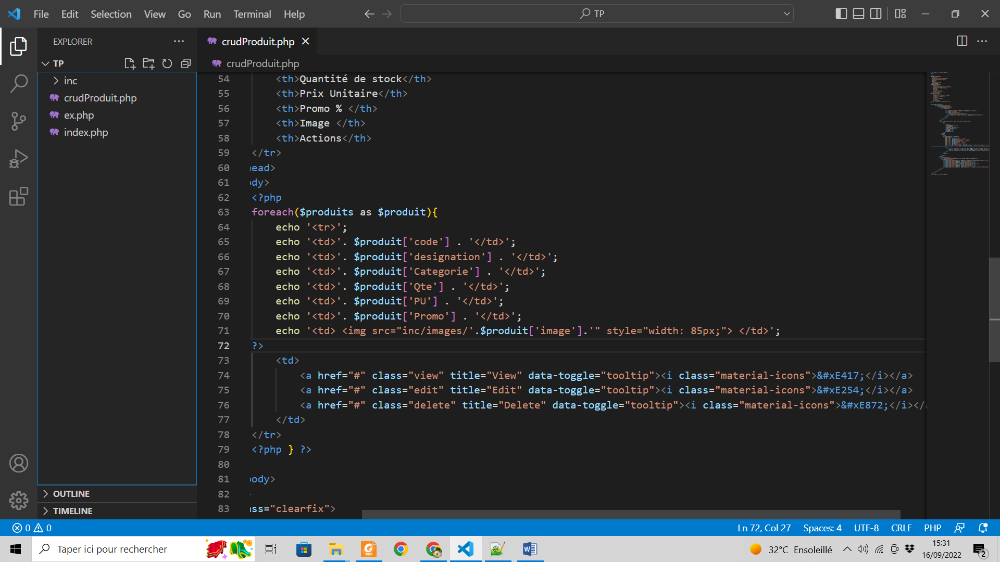 File Edit Selection View Go Run Terminal Help
TP
EXPLORER
crudProduit.php
TP
crudProduit.php
inc
crudProduit.php
ex.php
index.php
OUTLINE
TIMELINE
54 <th>Quantité de stock</th>
55 <th>Prix Unitaire</th>
56 <th>Promo % </th>
57 <th>Image </th>
58 <th>Actions</th>
59 </tr>
60 ead>
61 dy>
62 <?php
63 foreach($produits as $produit){
64 echo '<tr>';
65 echo '<td>'. $produit['code'] . '</td>';
66 echo '<td>'. $produit['designation'] . '</td>';
67 echo '<td>'. $produit['Categorie'] . '</td>';
68 echo '<td>'. $produit['Qte'] . '</td>';
69 echo '<td>'. $produit['PU'] . '</td>';
70 echo '<td>'. $produit['Promo'] . '</td>';
71 echo '<td> <img src="inc/images/'.$produit['image'].'" style="width: 85px;"> </td>';
72 ?>
73 <td>
74 <a href="#" class="view" title="View" data-toggle="tooltip"><i class="material-icons">&#xE417;</i></a>
75 <a href="#" class="edit" title="Edit" data-toggle="tooltip"><i class="material-icons">&#xE254;</i></a>
76 <a href="#" class="delete" title="Delete" data-toggle="tooltip"><i class="material-icons">&#xE872;</i></
77 </td>
78 </tr>
79 <?php } ?>
80
81 ody>
82
83 ss="clearfix">
0 0
Ln 72, Col 27 Spaces: 4 UTF-8 CRLF PHP
Taper ici pour rechercher
PDF
32°C Ensoleillé
15:31
16/09/2022
2